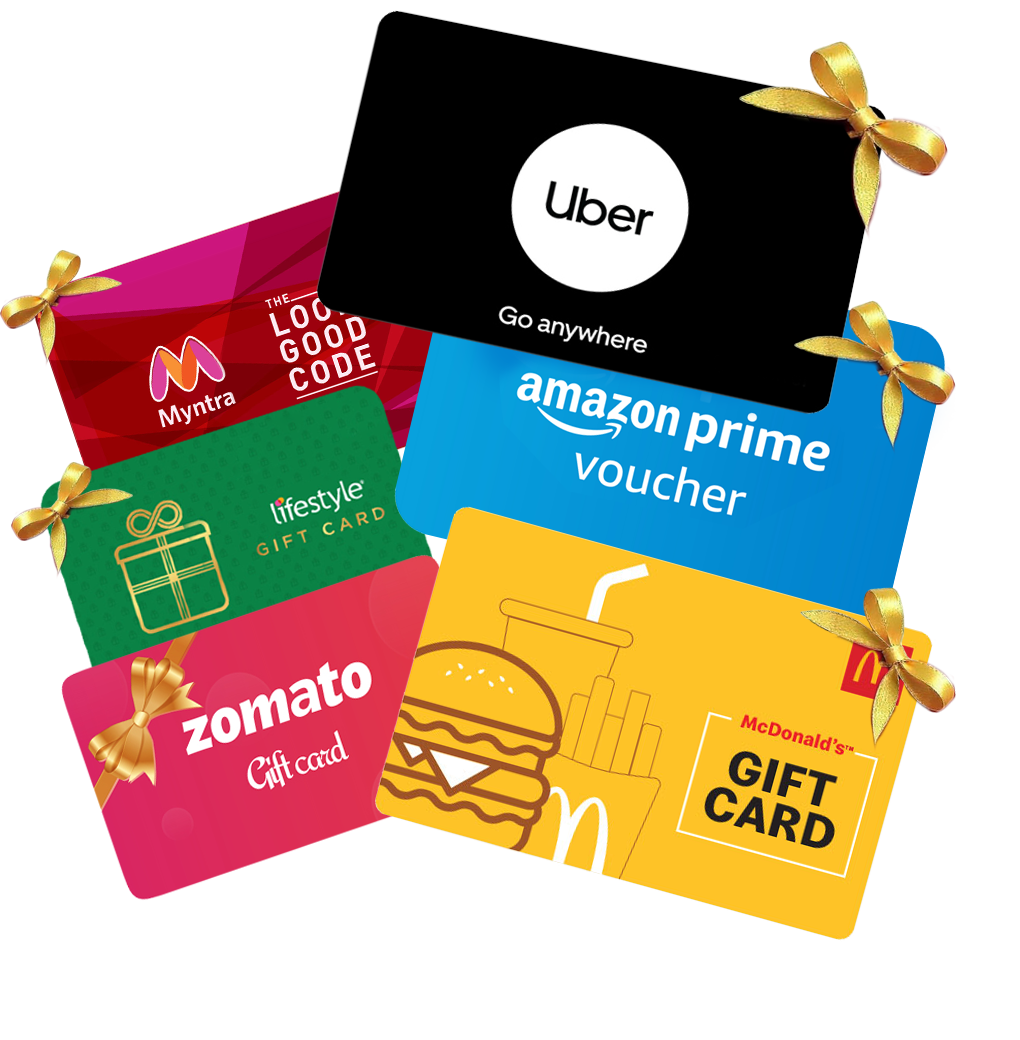 Uber
Go anywhere
THE
GOOD
CODE
Myntra
amazon prime
voucher
lifestyle
GIFT CARD
zomato
Gift card
McDonald's™
GIFT
CARD